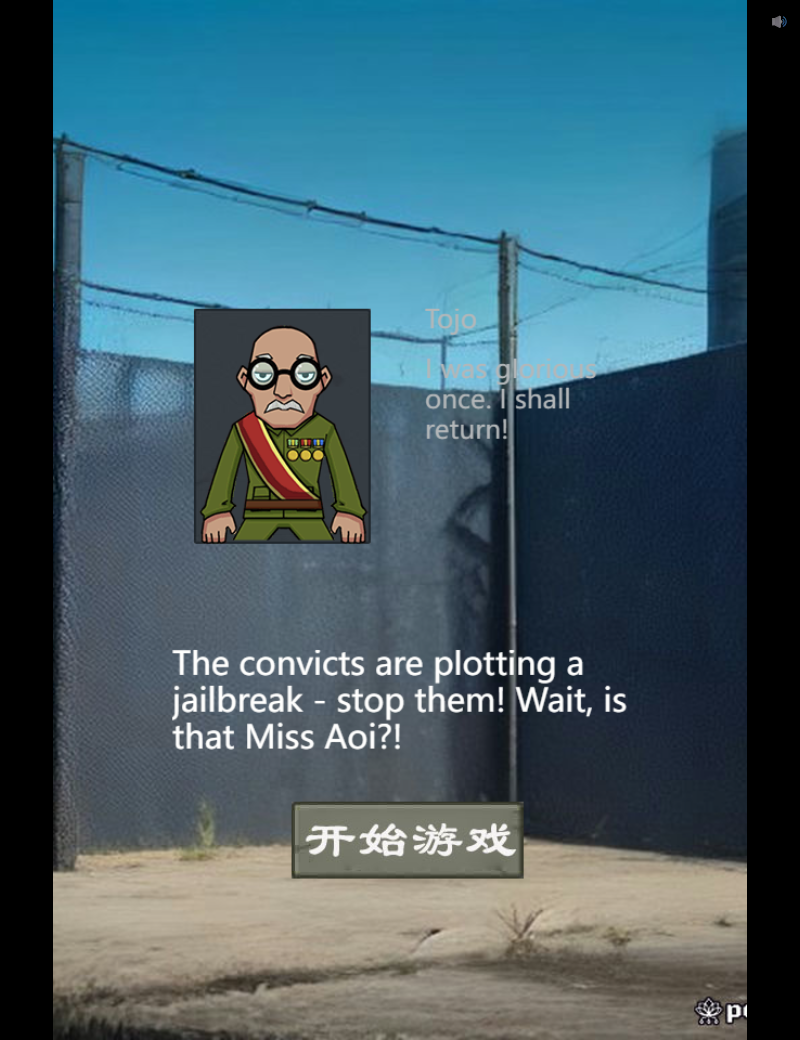 Tojo
I was glorious
once. I shall
return!
The convicts are plotting a
jailbreak - stop them! Wait, is
that Miss Aoi?!
开始游戏